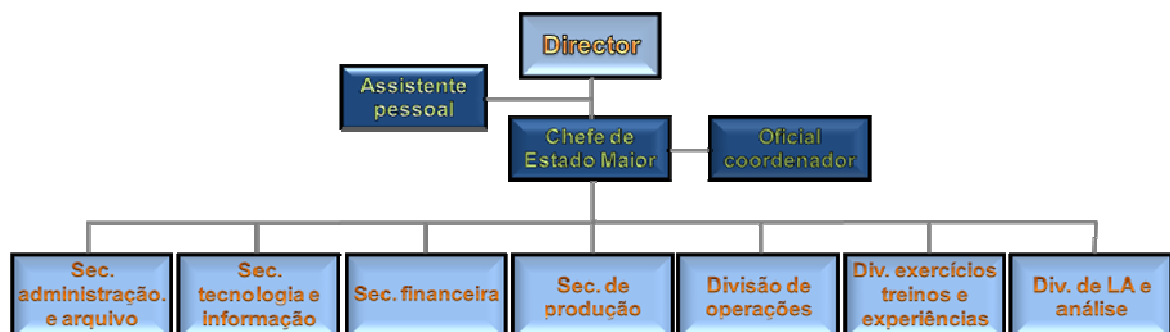 Director
Assistente
pessoal
Chefe de
Estado Maior
Oficial
coordenador
Sec.
administração.
e arquivo
Sec.
tecnologia e
informação
Sec. financeira
Sec. de
produção
Divisão de
operações
Div. exercícios
treinos e
experiências
Div. de LA e
análise